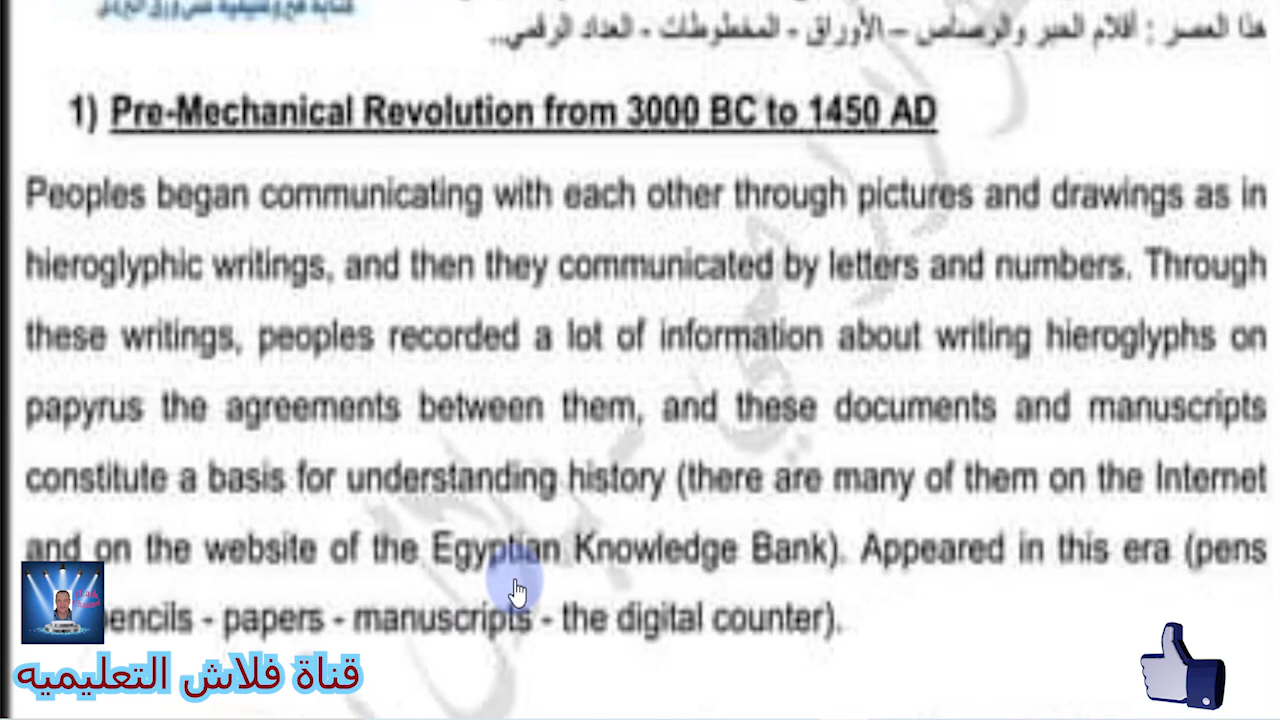 كتابة هيروغليفية على ورق البردي
هذا العصر : أقلام الحبر والرصاص – الأوراق - المخطوطات - العداد الرقمي..
1) Pre-Mechanical Revolution from 3000 BC to 1450 AD
Peoples began communicating with each other through pictures and drawings as in
hieroglyphic writings, and then they communicated by letters and numbers. Through
these writings, peoples recorded a lot of information about writing hieroglyphs on
papyrus the agreements between them, and these documents and manuscripts
constitute a basis for understanding history (there are many of them on the Internet
and on the website of the Egyptian Knowledge Bank). Appeared in this era (pens
encils - papers - manuscripts - the digital counter).
قناة فلاش التعليميه